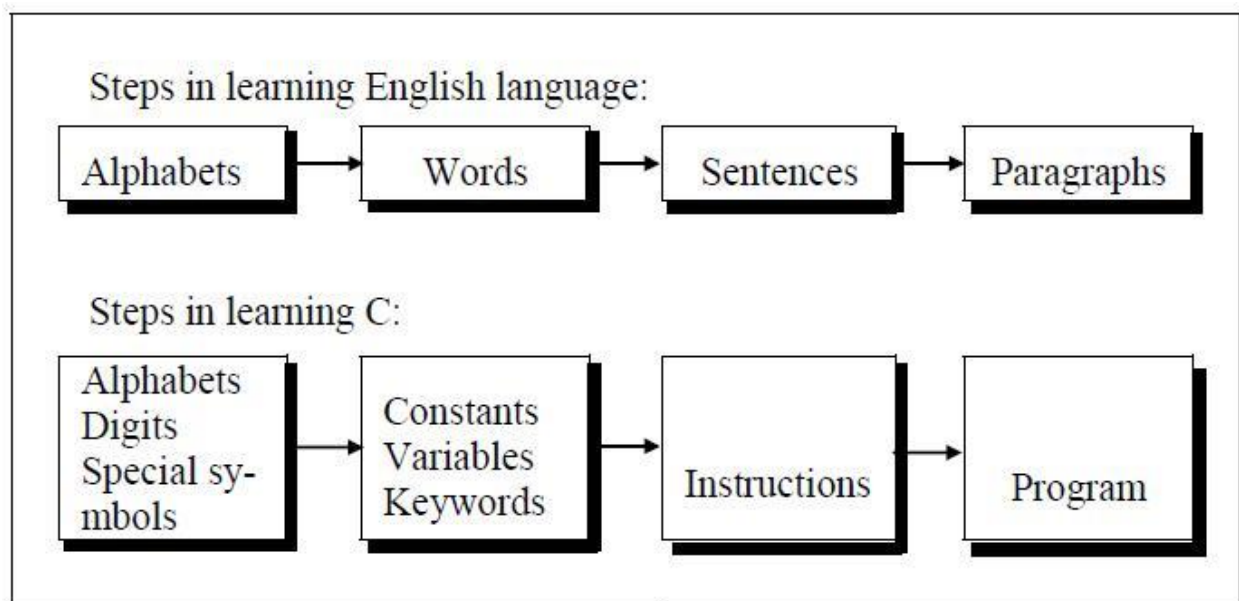 Steps in learning English language:
Alphabets
Words
Sentences
Paragraphs
Steps in learning C:
Alphabets
Digits
Special sy-
mbols
Constants
Variables
Keywords
Instructions
Program